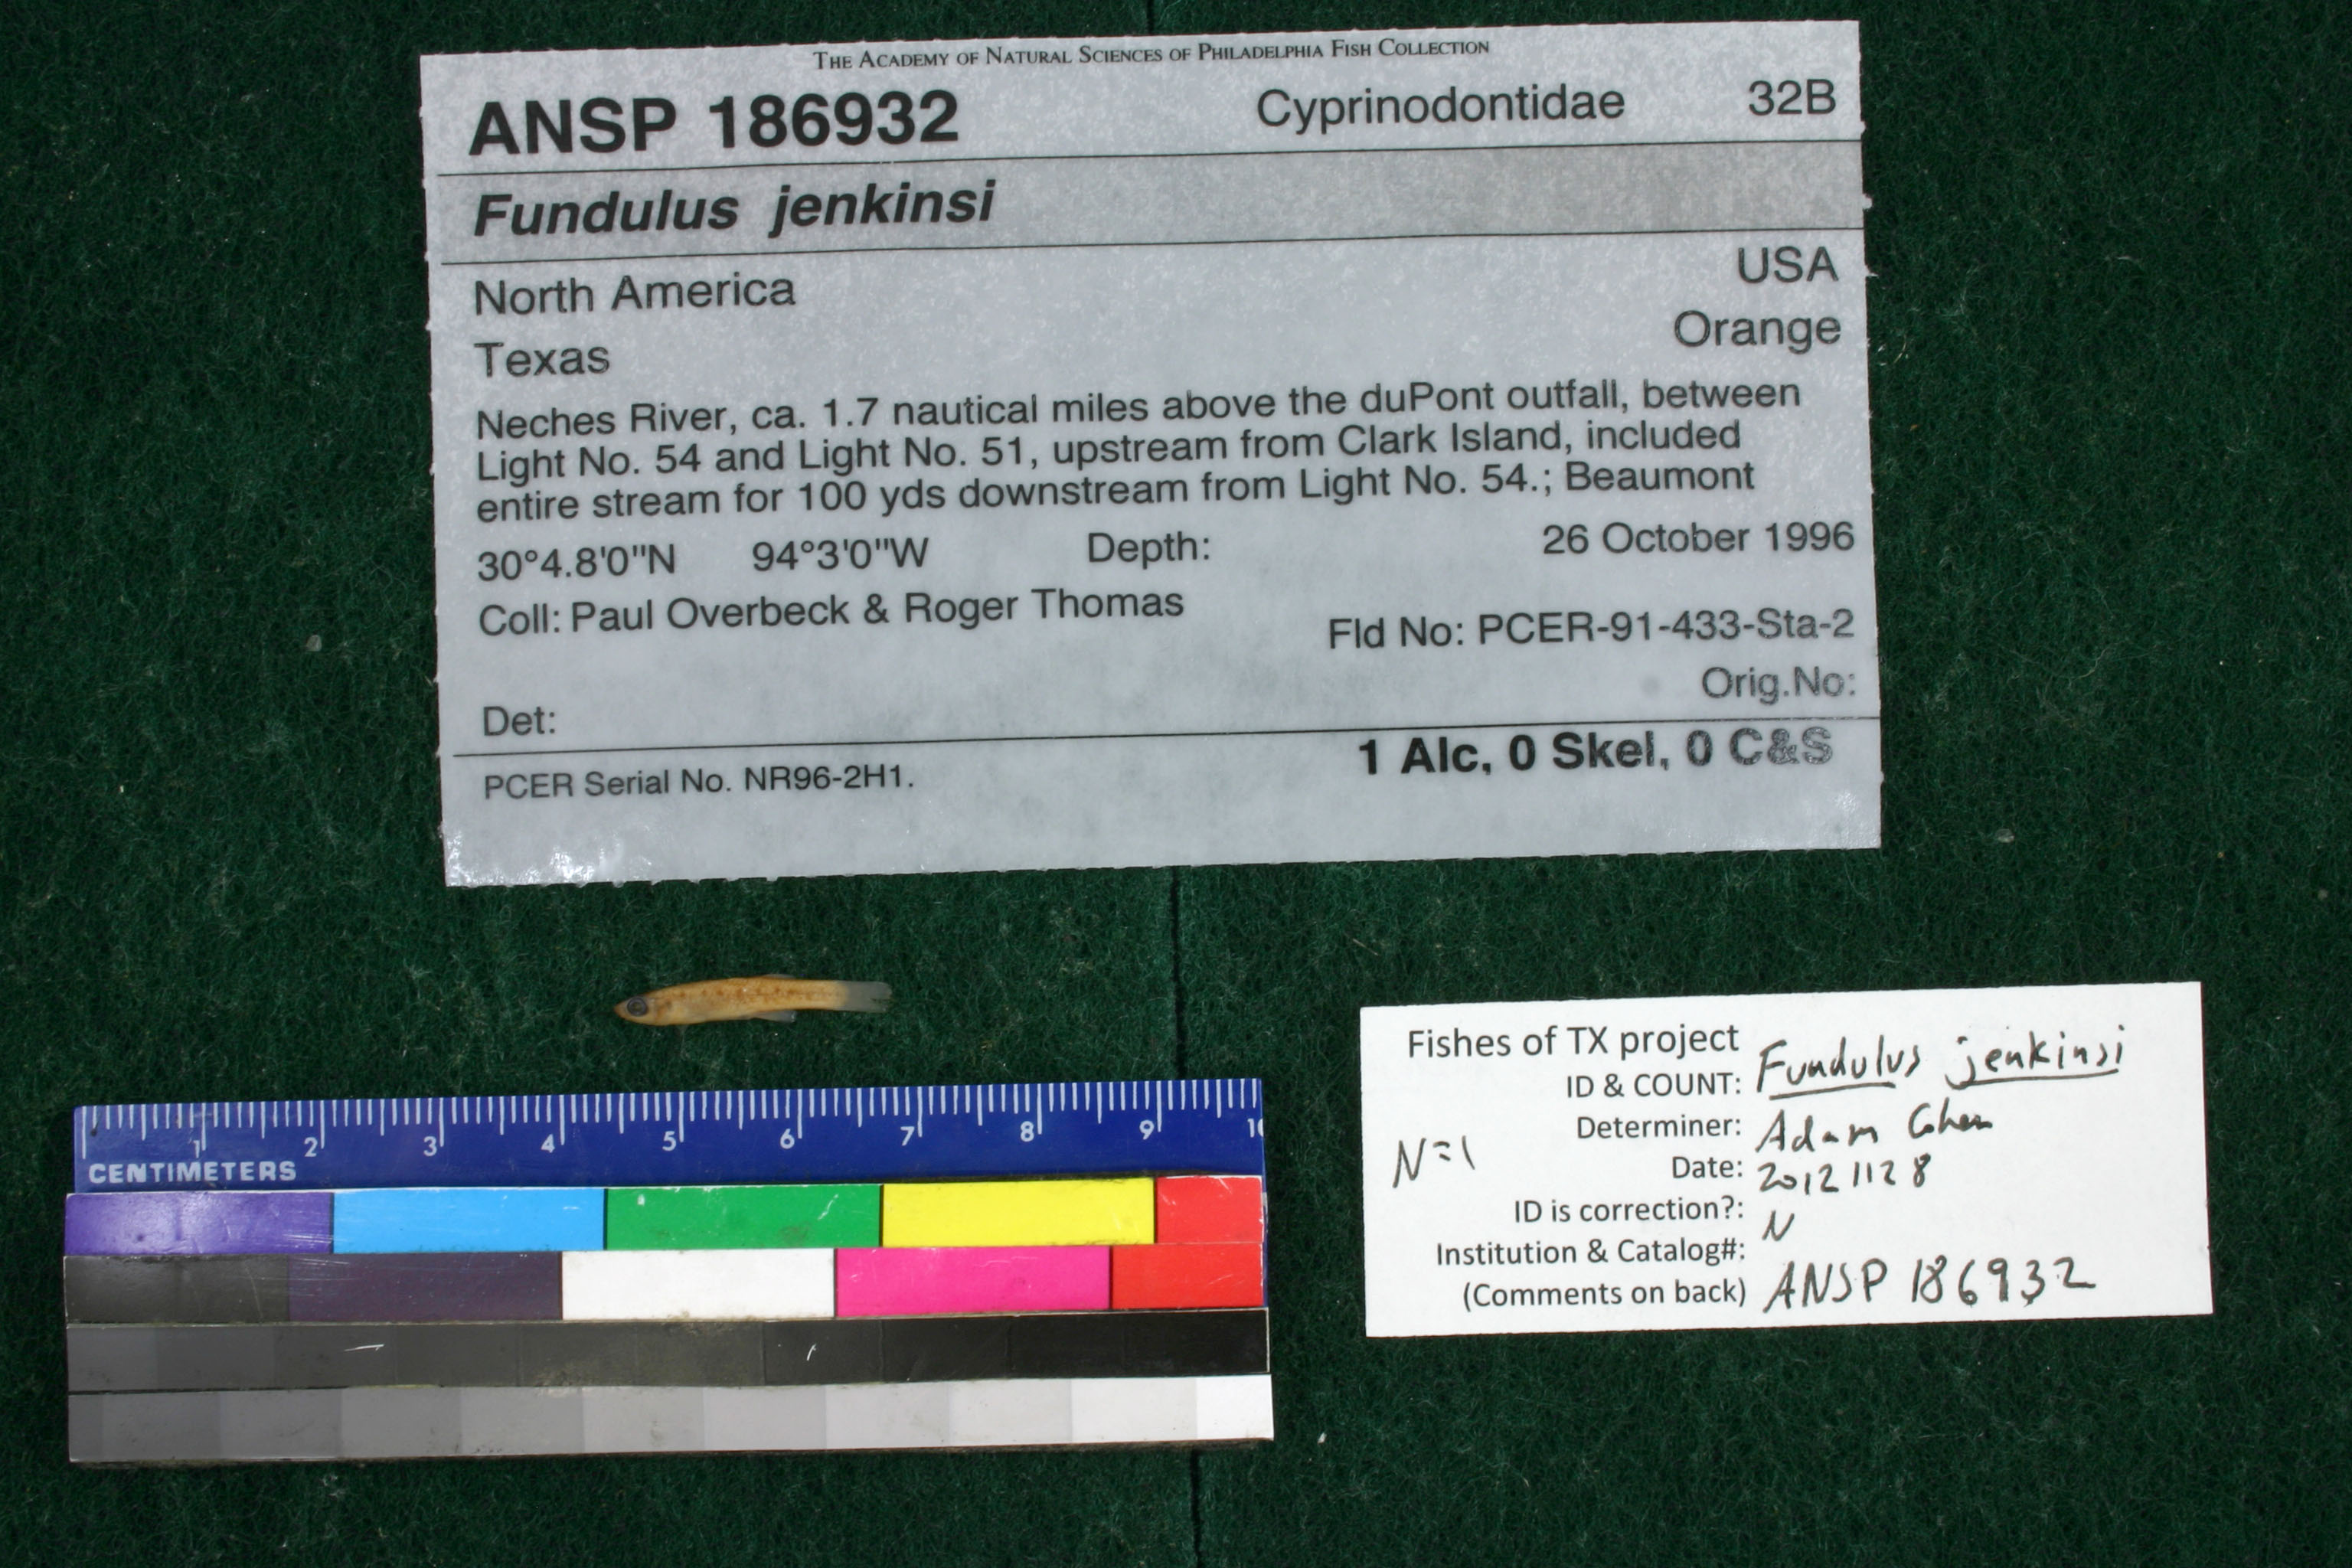 THE ACADEMY OF NATURAL SCIENCES OF PHILADELPHIA FISH COLLECTION
ANSP 186932 Cyprinodontidae 32B
Fundulus jenkinsi
North America USA
Texas Orange
Neches River, ca. 1.7 nautical miles above the duPont outfall, between
Light No. 54 and Light No. 51, upstream from Clark Island, included
entire stream for 100 yds downstream from Light No. 54.; Beaumont
30°4.8'0"N 94°3'0"W Depth: 26 October 1996
Coll: Paul Overbeck & Roger Thomas Fld No: PCER-91-433-Sta-2
Orig.No:
Det:
1 Alc, 0 Skel, 0 C&S
PCER Serial No. NR96-2H1.
1 2 3 4 5 6 7 8 9 10
CENTIMETERS
Fishes of TX project
ID & COUNT: Fundulus jenkinsi
Determiner: Adam Cohen
N=1
Date: 20121128
ID is correction?: N
Institution & Catalog#:
(Comments on back) ANSP 186932